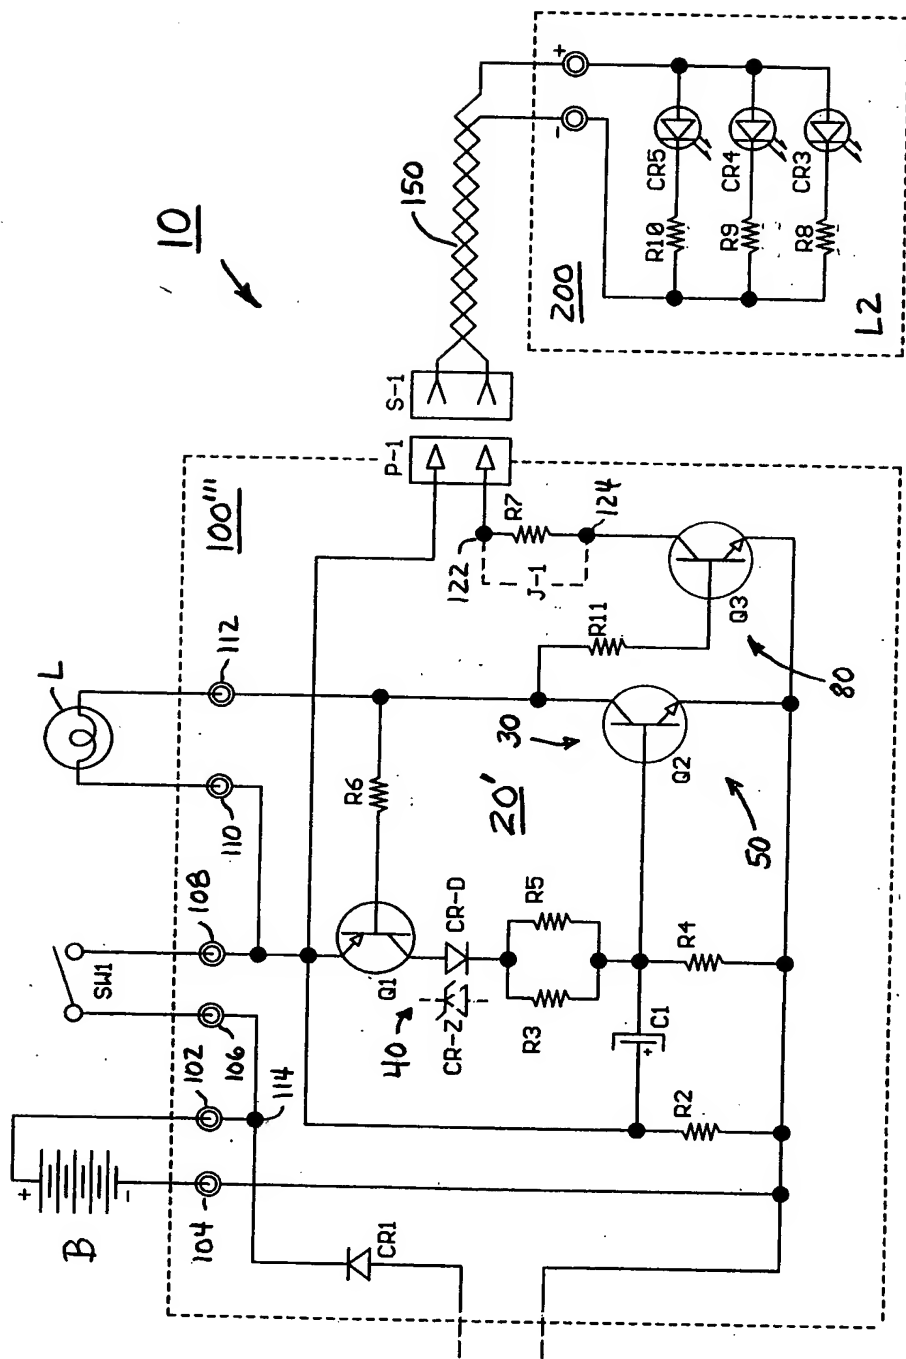 10
150
+
-
CR5
CR4
CR3
R10
R9
R8
200
L2
S-1
P-1
100'''
122
R7
124
J-1
L
112
R11
Q3
80
110
R6
30
20'
Q2
50
108
SW1
Q1
CR-D
R5
R4
40
CR-Z
R3
C1
+
106
102
114
R2
+
-
B
104
CR1